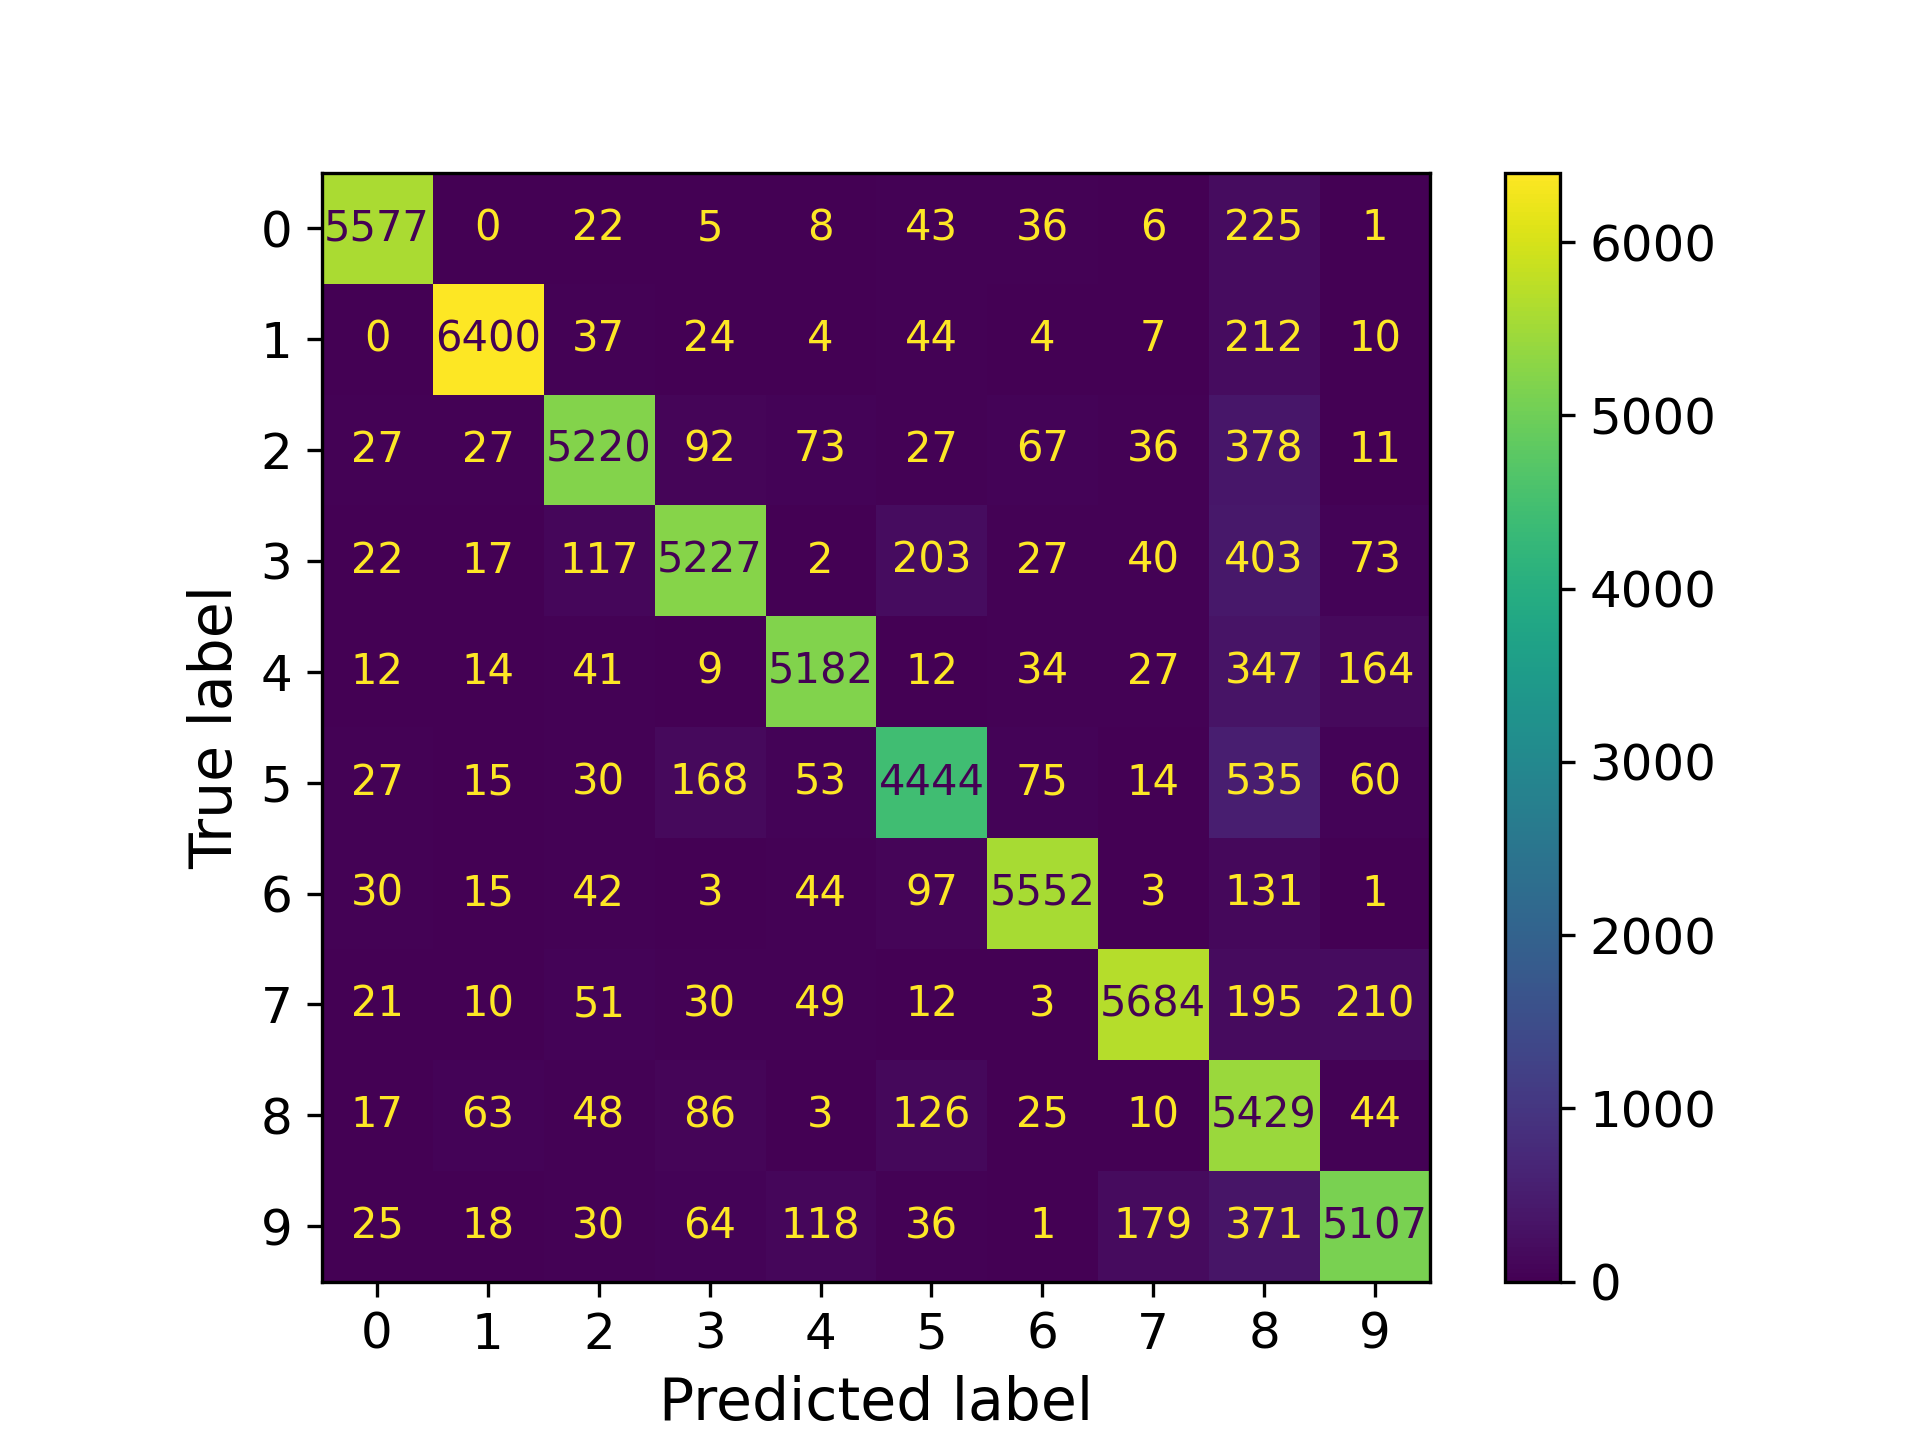 0 5577 0 22 5 8 43 36 6 225 1
1 0 6400 37 24 4 44 4 7 212 10
2 27 27 5220 92 73 27 67 36 378 11
3 22 17 117 5227 2 203 27 40 403 73
4 12 14 41 9 5182 12 34 27 347 164
5 27 15 30 168 53 4444 75 14 535 60
6 30 15 42 3 44 97 5552 3 131 1
7 21 10 51 30 49 12 3 5684 195 210
8 17 63 48 86 3 126 25 10 5429 44
9 25 18 30 64 118 36 1 179 371 5107
0 1 2 3 4 5 6 7 8 9
Predicted label
True label
6000
5000
4000
3000
2000
1000
0